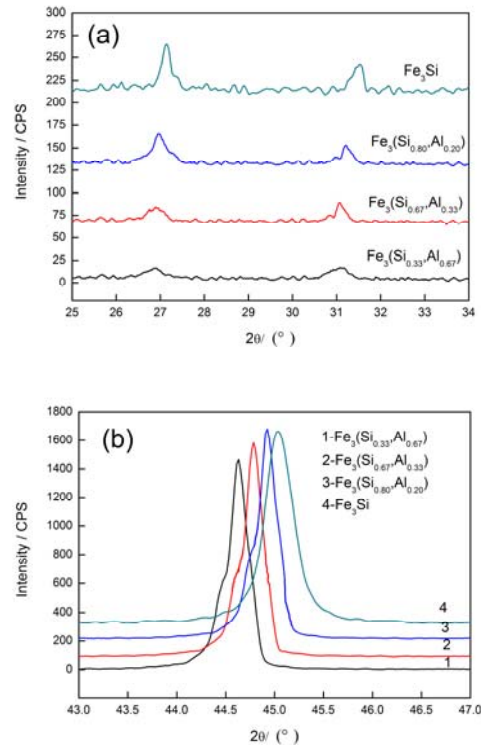 (a)
300
275
250
225
200
175
150
125
100
75
50
25
0
Intensity / CPS
Fe₃Si
Fe₃(Si₀.₈₀,Al₀.₂₀)
Fe₃(Si₀.₆₇,Al₀.₃₃)
Fe₃(Si₀.₃₃,Al₀.₆₇)
25 26 27 28 29 30 31 32 33 34
2θ/ (°)
(b)
1800
1600
1400
1200
1000
800
600
400
200
0
Intensity / CPS
1-Fe₃(Si₀.₃₃,Al₀.₆₇)
2-Fe₃(Si₀.₆₇,Al₀.₃₃)
3-Fe₃(Si₀.₈₀,Al₀.₂₀)
4-Fe₃Si
4
3
2
1
43.0 43.5 44.0 44.5 45.0 45.5 46.0 46.5 47.0
2θ/ (°)